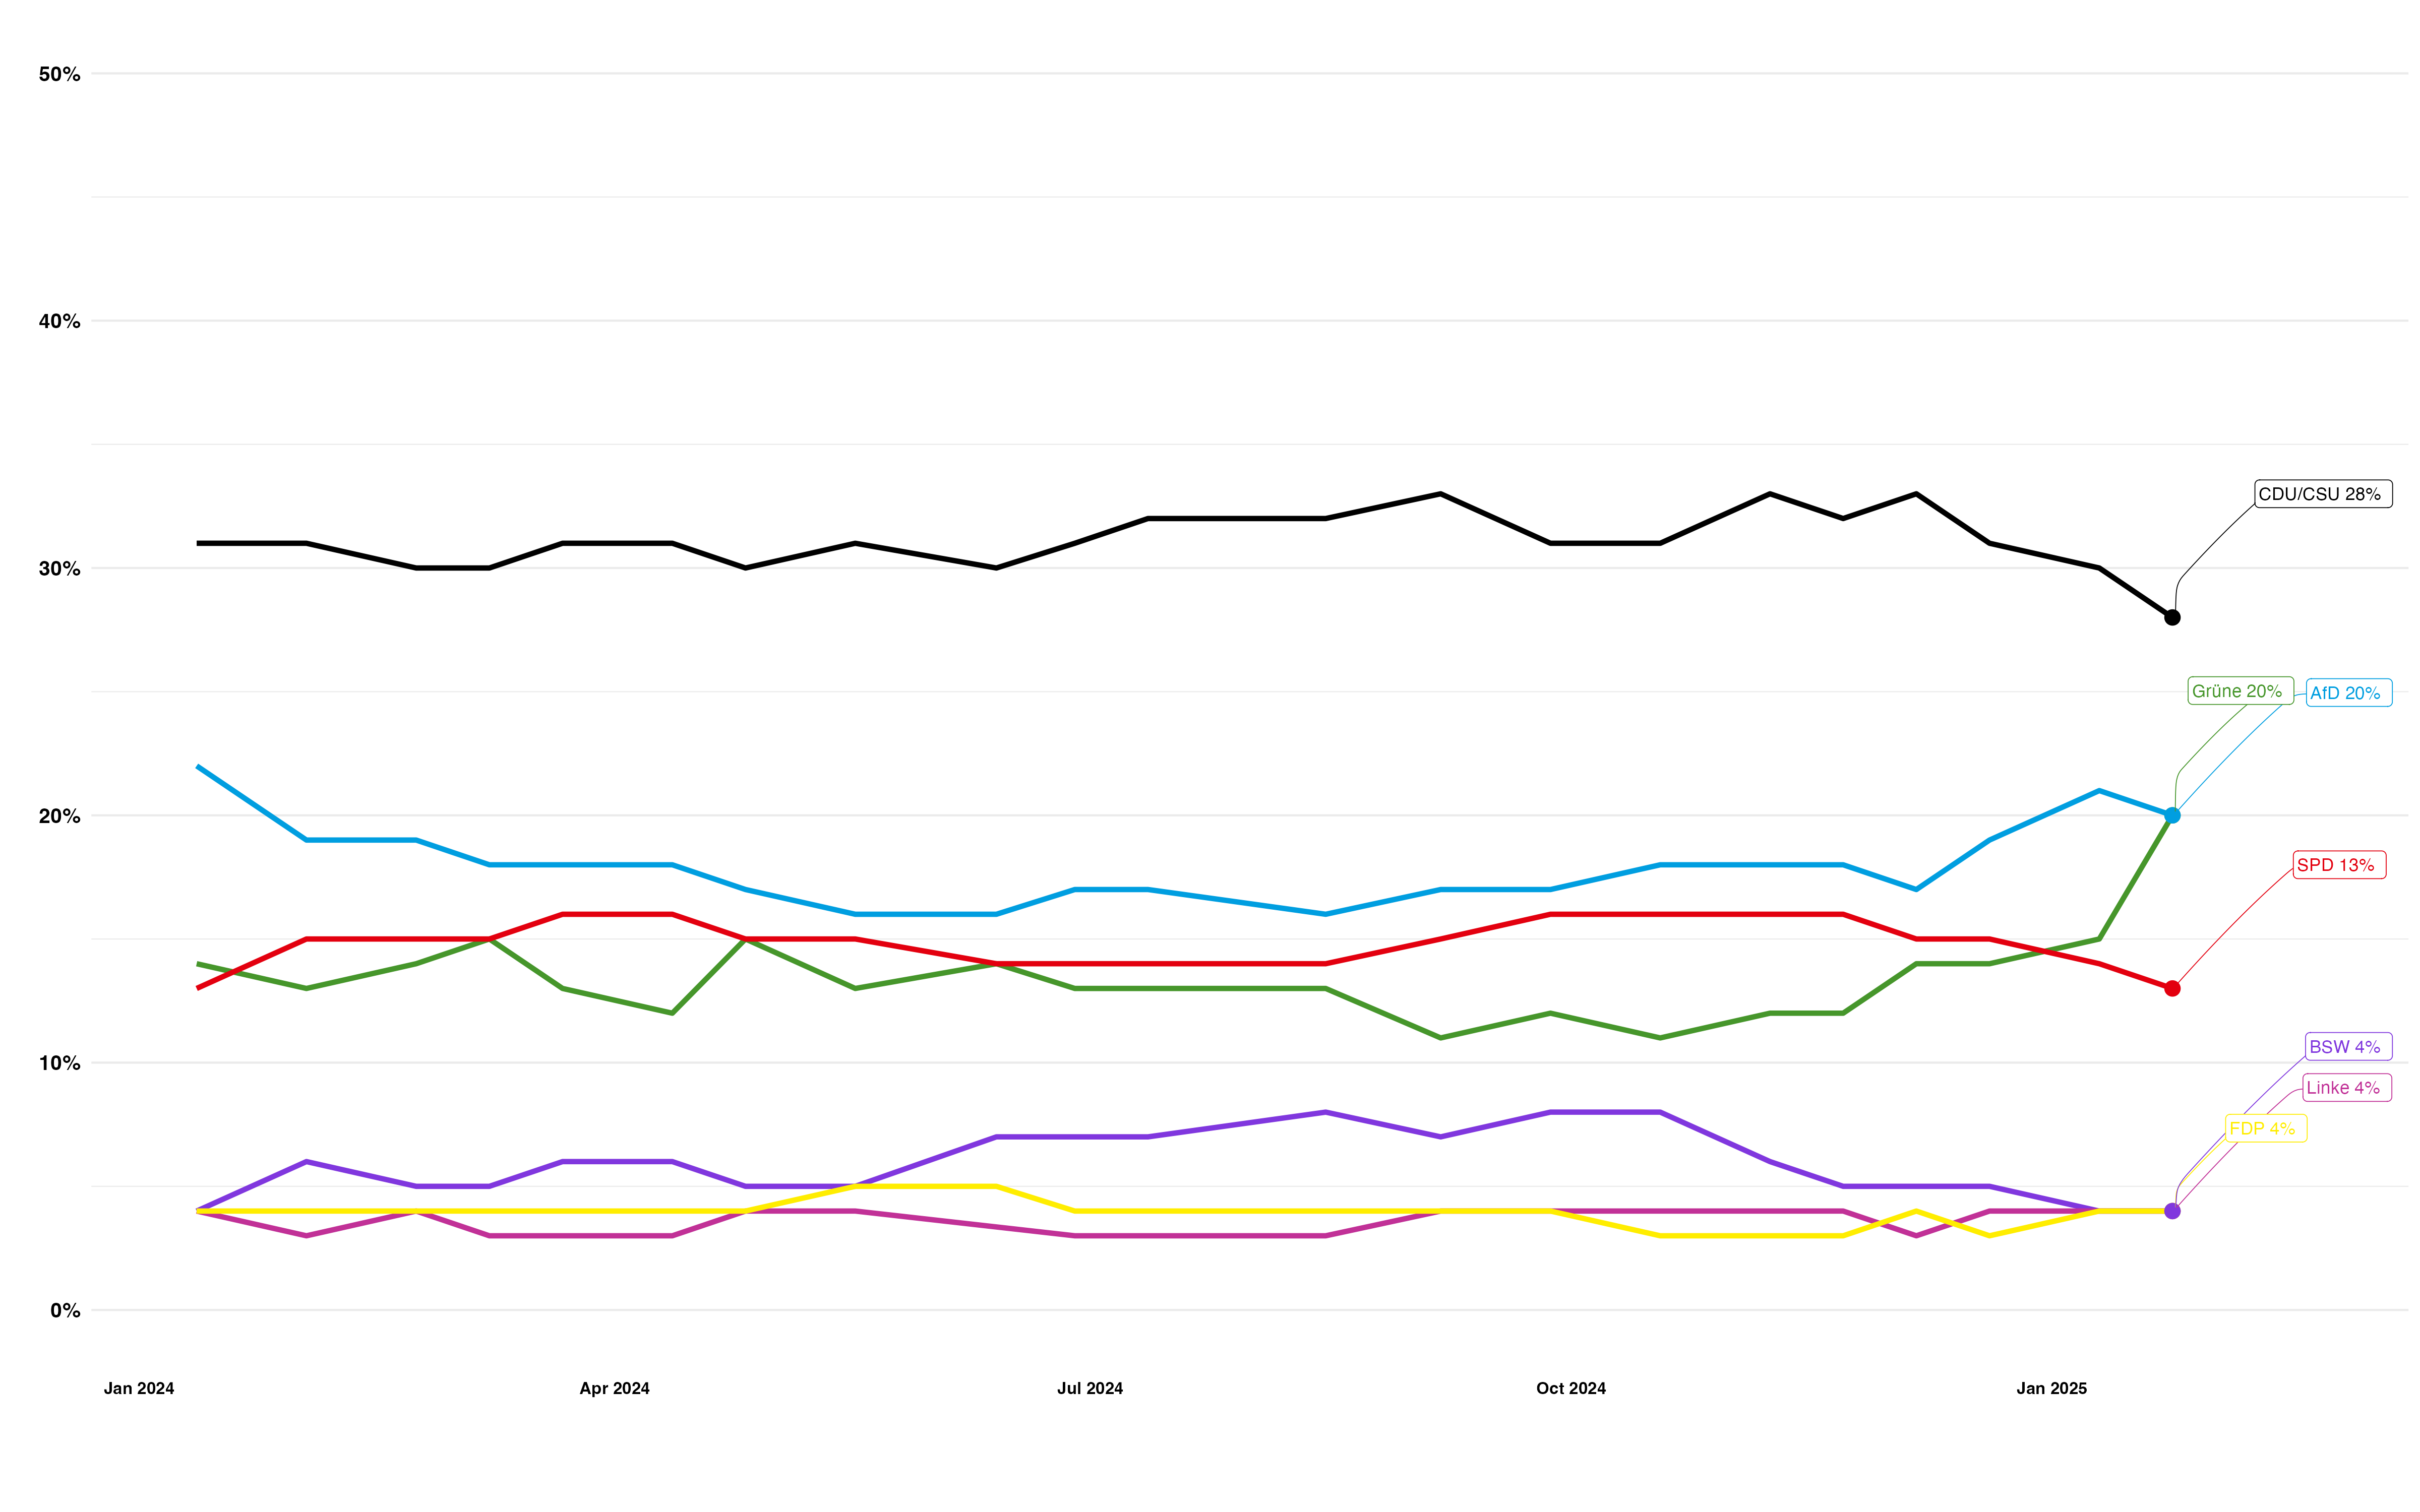 50%
40%
CDU/CSU 28%
30%
Grüne 20%
AfD 20%
20%
SPD 13%
BSW 4%
10%
Linke 4%
FDP 4%
0%
Jan 2024
Apr 2024
Jul 2024
Oct 2024
Jan 2025